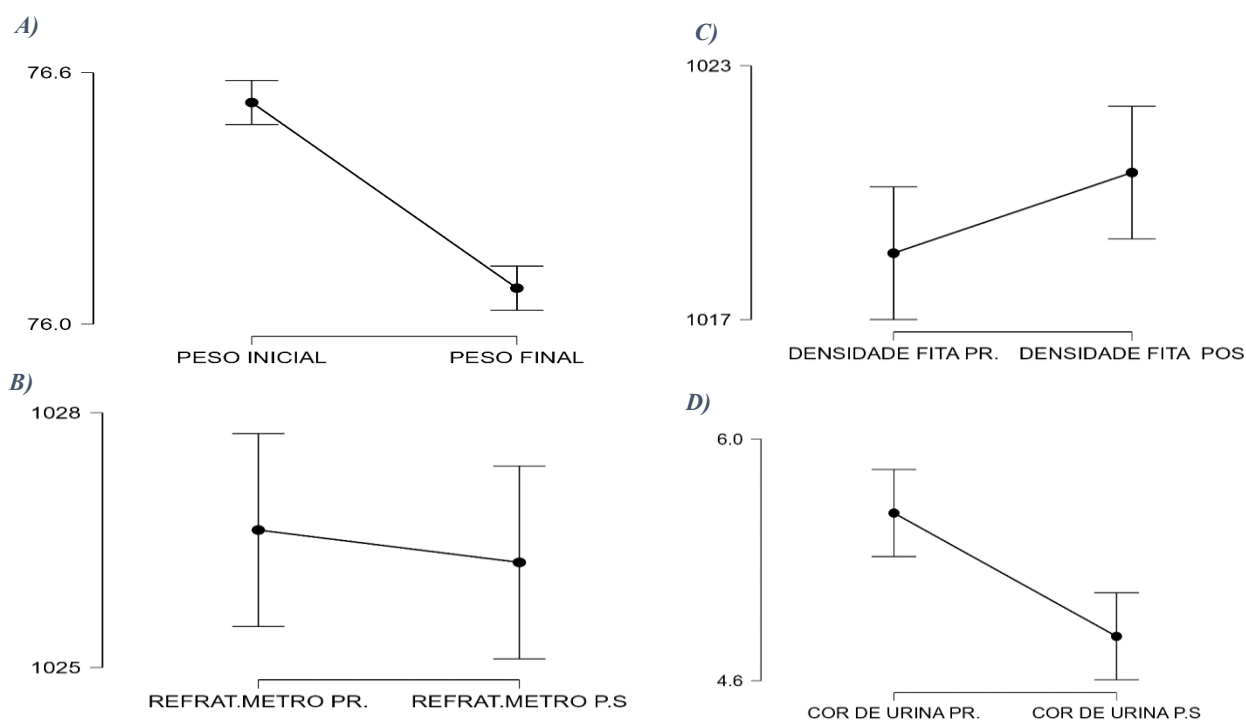 A)
76.6
76.0
PESO INICIAL PESO FINAL
B)
1028
1025
REFRAT.METRO PR. REFRAT.METRO P.S
C)
1023
1017
DENSIDADE FITA PR. DENSIDADE FITA POS
D)
6.0
4.6
COR DE URINA PR. COR DE URINA P.S